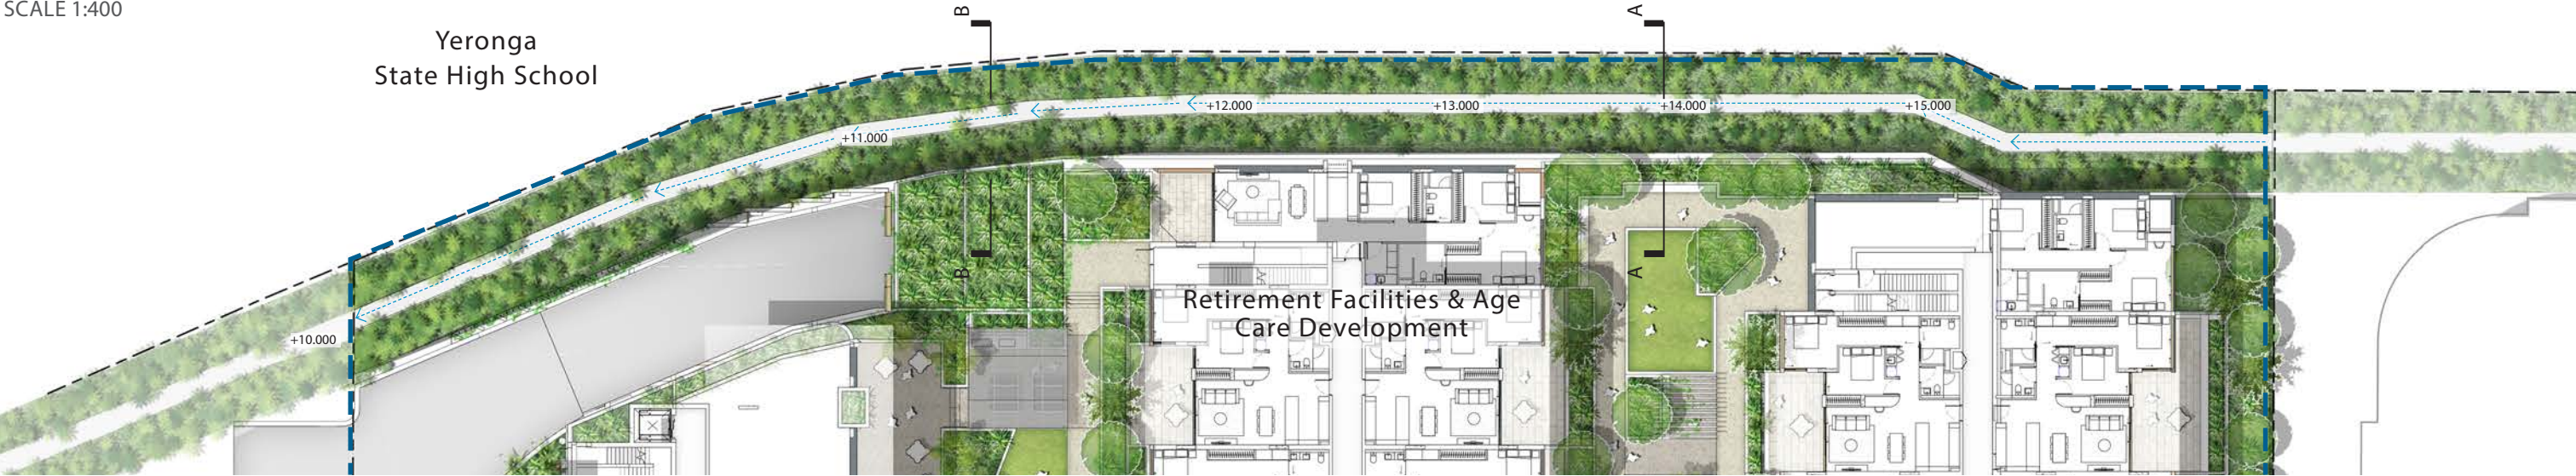 SCALE 1:400
B
A
Yeronga
State High School
+12.000
+13.000
+14.000
+15.000
+11.000
B
A
Retirement Facilities & Age
Care Development
+10.000